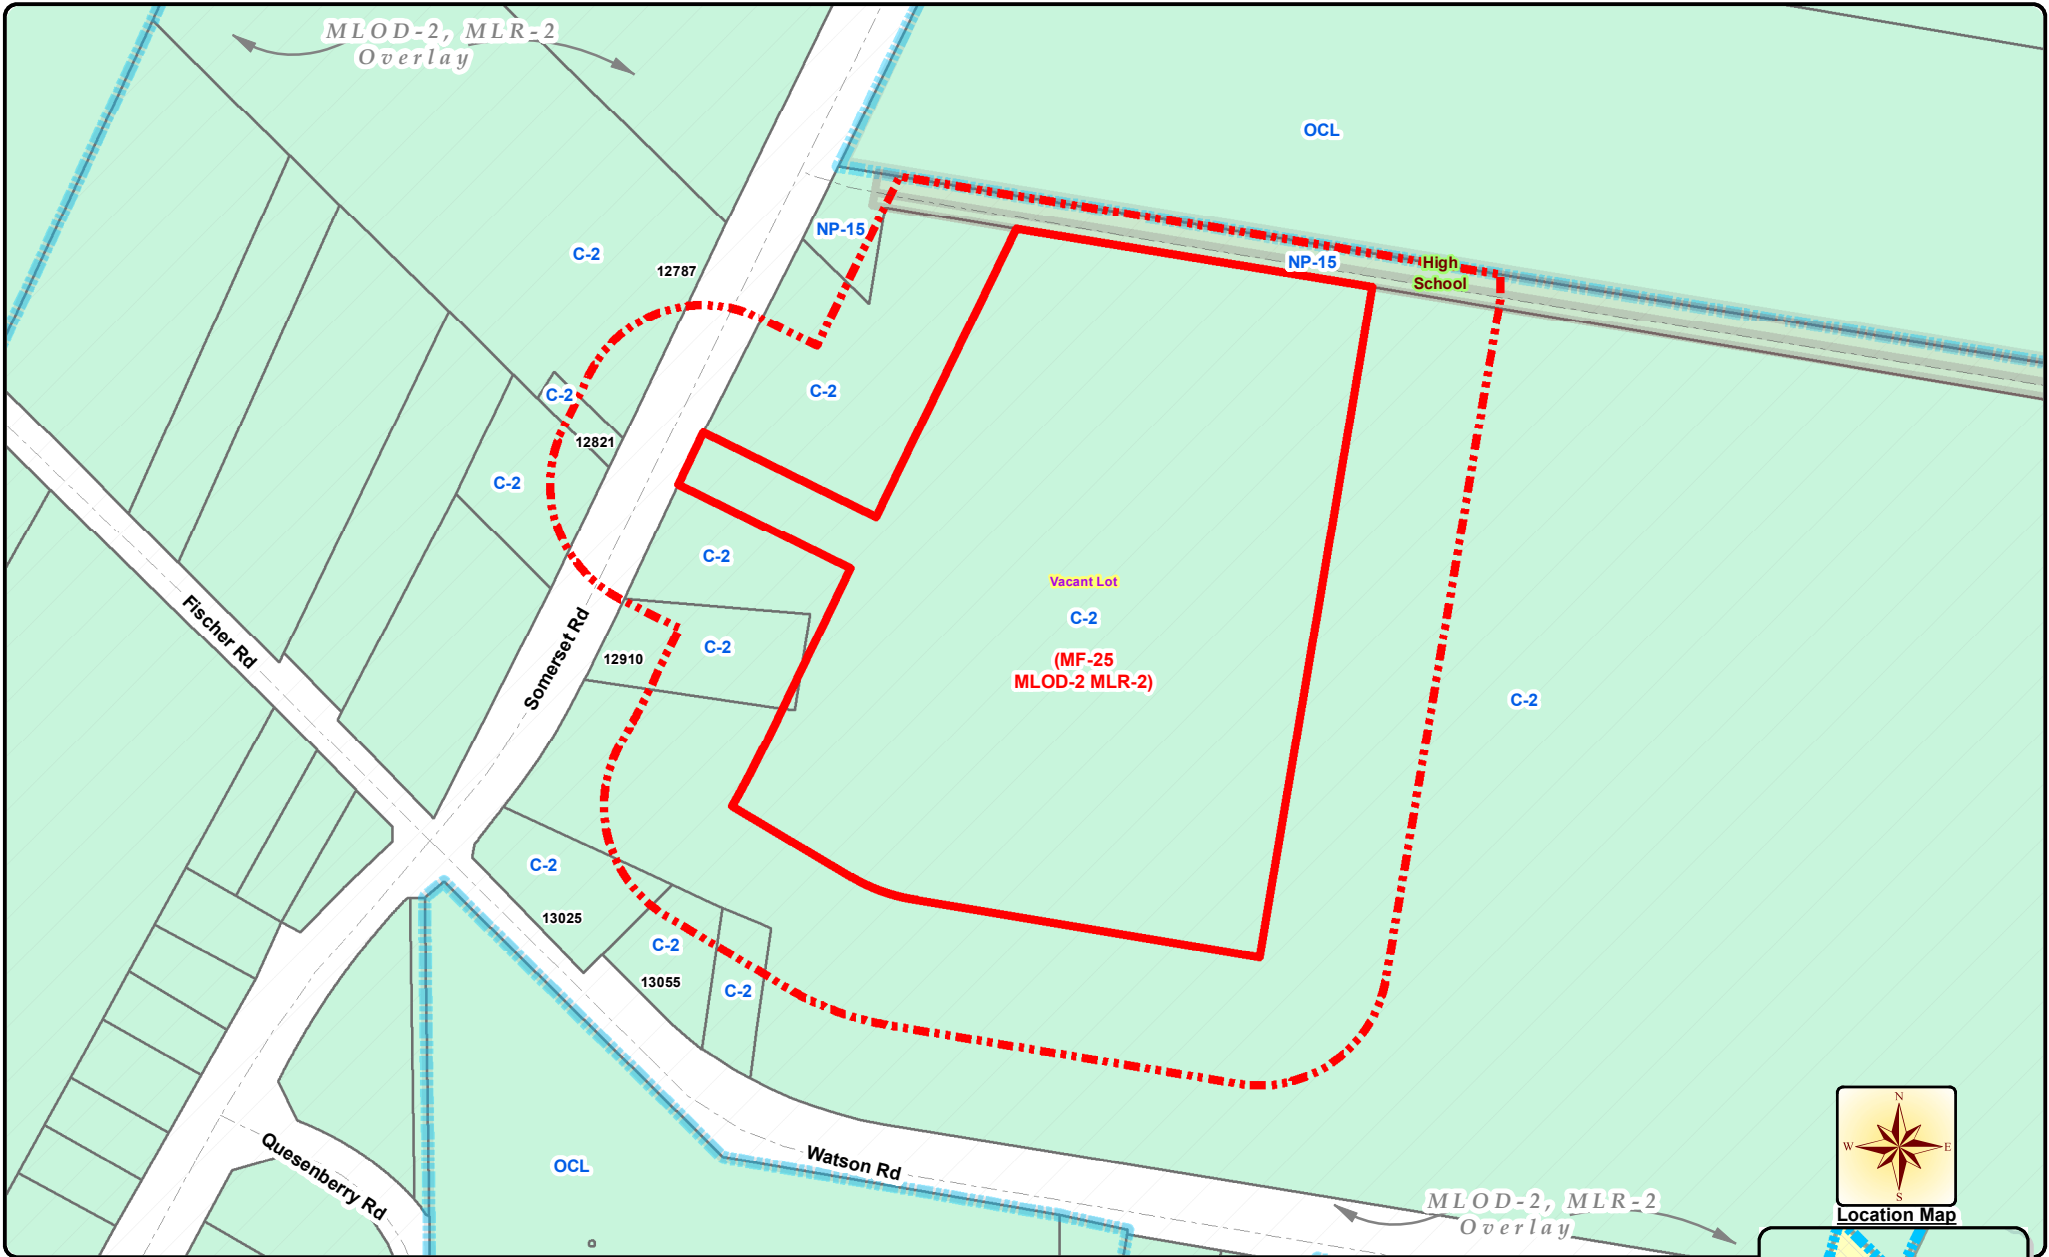 MLOD-2, MLR-2
Overlay
OCL
NP-15
C-2
12787
NP-15
High
School
C-2
C-2
12821
C-2
C-2
Vacant Lot
C-2
(MF-25
MLOD-2 MLR-2)
C-2
12910
C-2
Fischer Rd
Somerset Rd
C-2
13025
C-2
13055
C-2
OCL
Quesenberry Rd
Watson Rd
MLOD-2, MLR-2
Overlay
N
W
E
S
Location Map